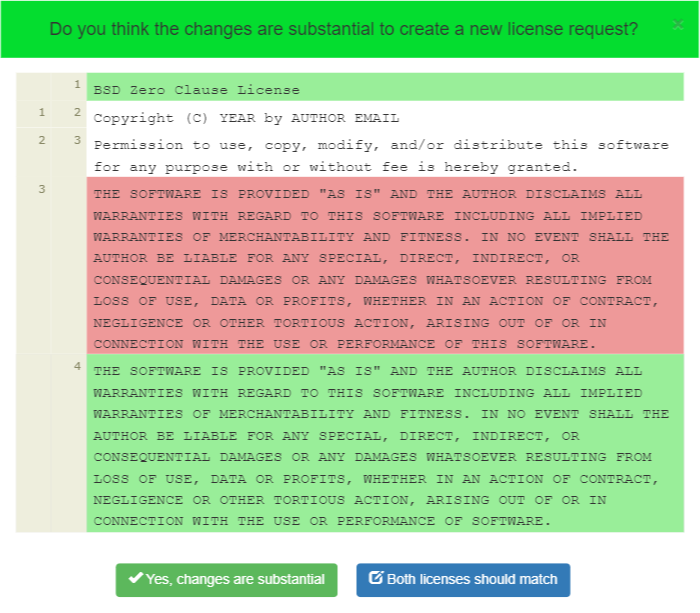 Do you think the changes are substantial to create a new license request? ×
1 BSD Zero Clause License
1 2 Copyright (C) YEAR by AUTHOR EMAIL
2 3 Permission to use, copy, modify, and/or distribute this software
for any purpose with or without fee is hereby granted.
3 THE SOFTWARE IS PROVIDED "AS IS" AND THE AUTHOR DISCLAIMS ALL
WARRANTIES WITH REGARD TO THIS SOFTWARE INCLUDING ALL IMPLIED
WARRANTIES OF MERCHANTABILITY AND FITNESS. IN NO EVENT SHALL THE
AUTHOR BE LIABLE FOR ANY SPECIAL, DIRECT, INDIRECT, OR
CONSEQUENTIAL DAMAGES OR ANY DAMAGES WHATSOEVER RESULTING FROM
LOSS OF USE, DATA OR PROFITS, WHETHER IN AN ACTION OF CONTRACT,
NEGLIGENCE OR OTHER TORTIOUS ACTION, ARISING OUT OF OR IN
CONNECTION WITH THE USE OR PERFORMANCE OF THIS SOFTWARE.
4 THE SOFTWARE IS PROVIDED "AS IS" AND THE AUTHOR DISCLAIMS ALL
WARRANTIES WITH REGARD TO THIS SOFTWARE INCLUDING ALL IMPLIED
WARRANTIES OF MERCHANTABILITY AND FITNESS. IN NO EVENT SHALL THE
AUTHOR BE LIABLE FOR ANY SPECIAL, DIRECT, INDIRECT, OR
CONSEQUENTIAL DAMAGES OR ANY DAMAGES WHATSOEVER RESULTING FROM
LOSS OF USE, DATA OR PROFITS, WHETHER IN AN ACTION OF CONTRACT,
NEGLIGENCE OR OTHER TORTIOUS ACTION, ARISING OUT OF OR IN
CONNECTION WITH THE USE OR PERFORMANCE OF SOFTWARE.
Yes, changes are substantial
Both licenses should match